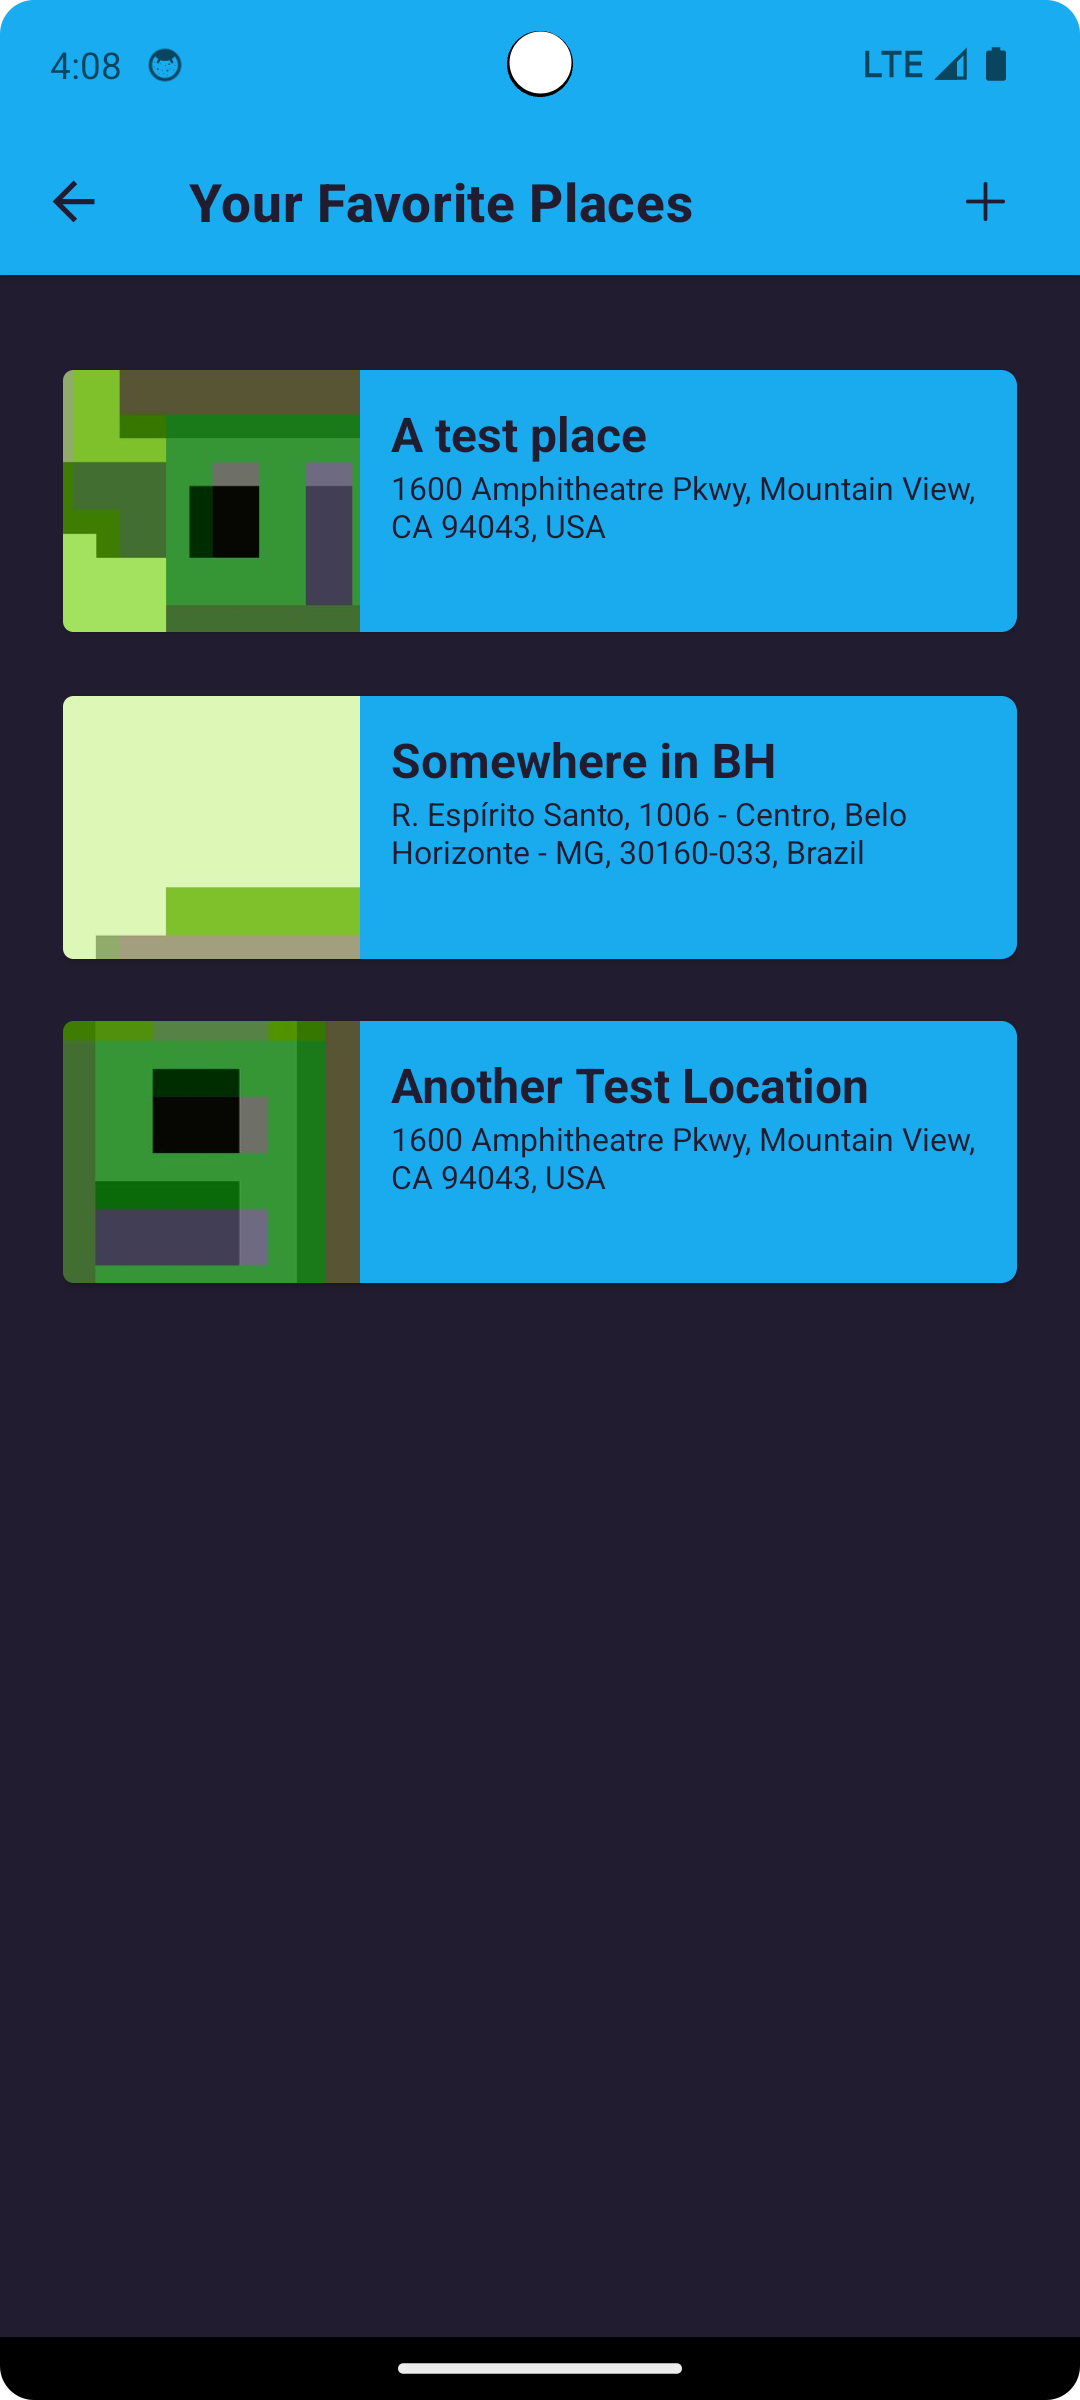 4:08
LTE
Your Favorite Places
A test place
1600 Amphitheatre Pkwy, Mountain View,
CA 94043, USA
Somewhere in BH
R. Espírito Santo, 1006 - Centro, Belo
Horizonte - MG, 30160-033, Brazil
Another Test Location
1600 Amphitheatre Pkwy, Mountain View,
CA 94043, USA